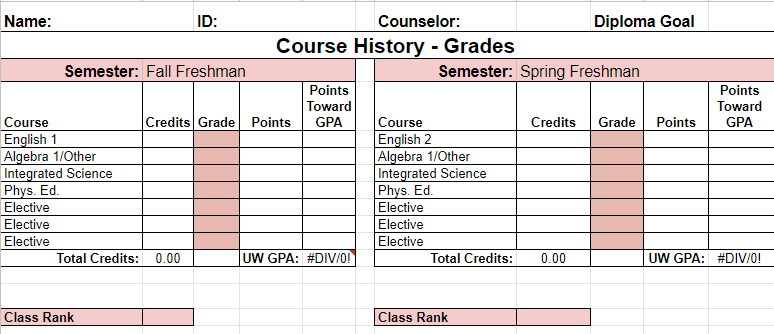 Name: ID: Counselor: Diploma Goal
Course History - Grades
Semester: Fall Freshman Semester: Spring Freshman
Course Credits Grade Points Points Toward GPA Course Credits Grade Points Points Toward GPA
English 1 English 2
Algebra 1/Other Algebra 1/Other
Integrated Science Integrated Science
Phys. Ed. Phys. Ed.
Elective Elective
Elective Elective
Elective Elective
Total Credits: 0.00 UW GPA: #DIV/0! Total Credits: 0.00 UW GPA: #DIV/0!
Class Rank Class Rank